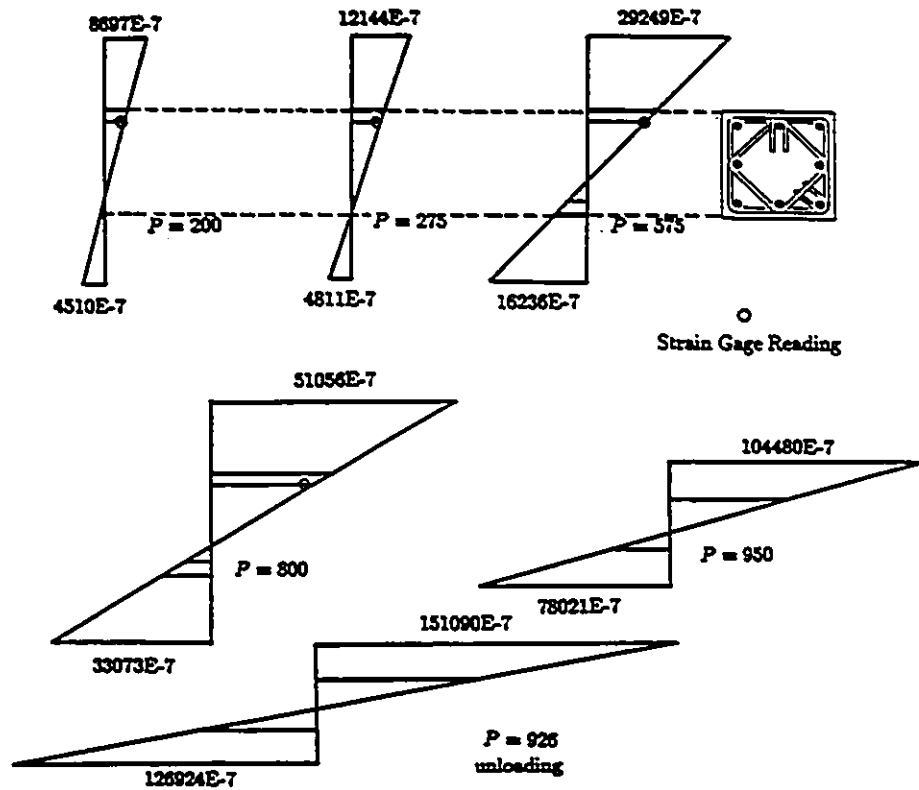 8697E-7
12144E-7
29249E-7
P = 200
P = 275
P = 575
4510E-7
4811E-7
16236E-7
Strain Gage Reading
51056E-7
104480E-7
P = 800
P = 950
33073E-7
78021E-7
151090E-7
P = 926
unloading
126924E-7